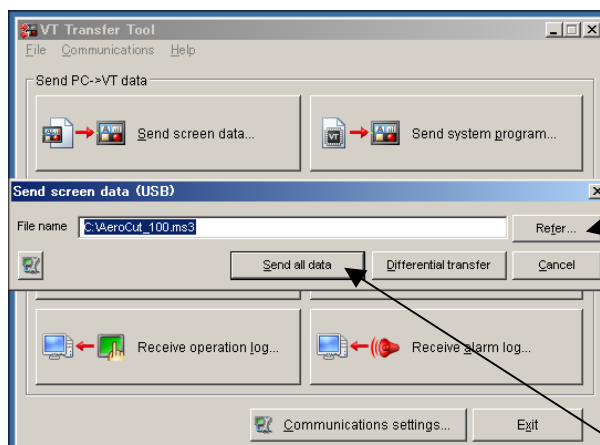 VT Transfer Tool
File Communications Help
Send PC->VT data
Send screen data...
Send system program...
Send screen data (USB)
File name C:\AeroCut_100.ms3 Refer...
Send all data Differential transfer Cancel
Receive operation log...
Receive alarm log...
Communications settings... Exit